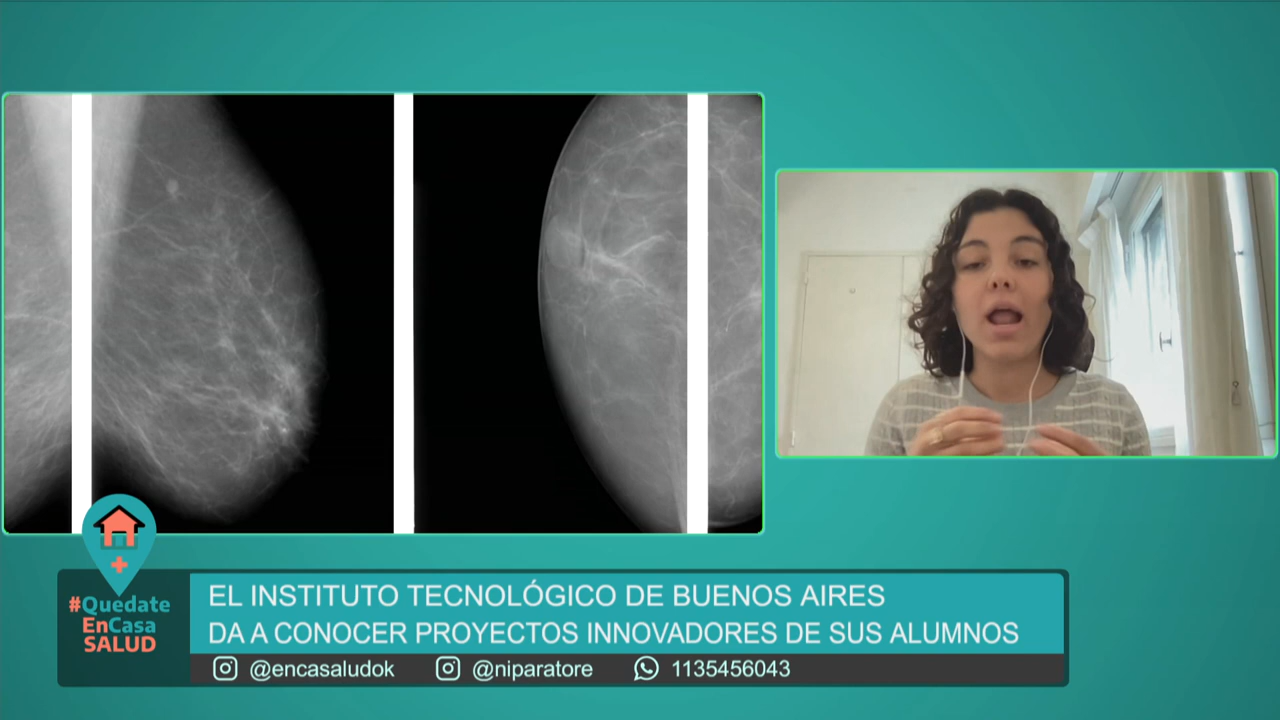 EL INSTITUTO TECNOLÓGICO DE BUENOS AIRES
DA A CONOCER PROYECTOS INNOVADORES DE SUS ALUMNOS
#Quedate
EnCasa
SALUD
@encasaludok @niparatore 1135456043